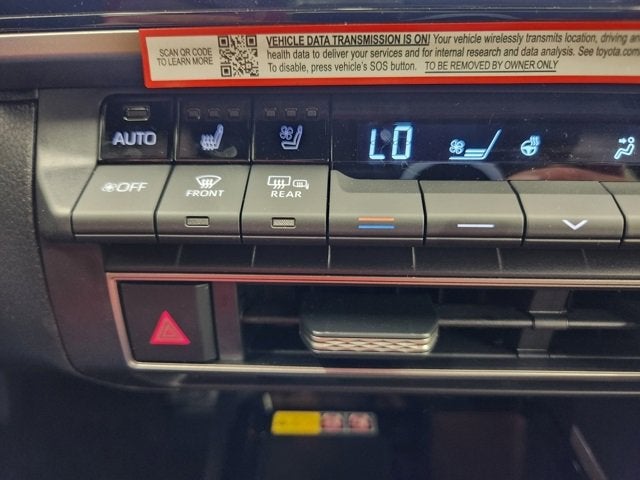 SCAN QR CODE
TO LEARN MORE
VEHICLE DATA TRANSMISSION IS ON! Your vehicle wirelessly transmits location, driving an
health data to deliver your services and for internal research and data analysis. See toyota.com
To disable, press vehicle's SOS button. TO BE REMOVED BY OWNER ONLY
AUTO
LO
OFF
FRONT
REAR